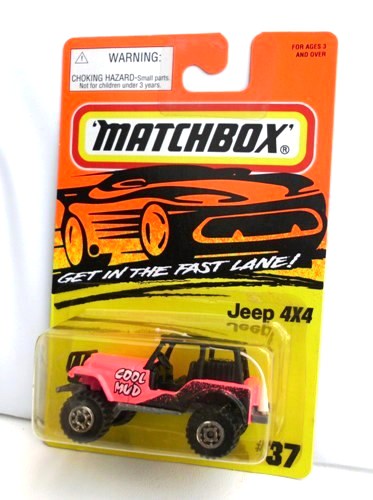 WARNING:
CHOKING HAZARD-Small parts.
Not for children under 3 years.
FOR AGES 3
AND OVER
'MATCHBOX'®
GET IN THE FAST LANE!
Jeep 4X4
Jeep
COOL
MUD
#37